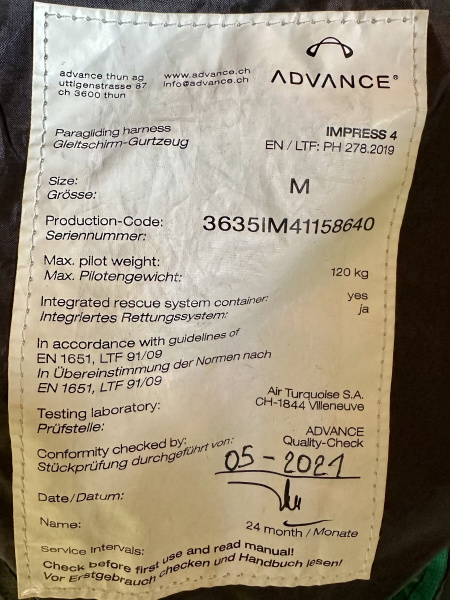 advance thun ag www.advance.ch
uttigenstrasse 87 info@advance.ch
ch 3600 thun
ADVANCE®
Paragliding harness IMPRESS 4
Gleitschirm-Gurtzeug EN / LTF: PH 278.2019
Size: M
Grösse:
Production-Code: 3635IM41158640
Seriennummer:
Max. pilot weight: 120 kg
Max. Pilotengewicht:
Integrated rescue system container: yes
Integriertes Rettungssystem: ja
In accordance with guidelines of
EN 1651, LTF 91/09
In Übereinstimmung der Normen nach
EN 1651, LTF 91/09
Testing laboratory: Air Turquoise S.A.
Prüfstelle: CH-1844 Villeneuve
Conformity checked by: ADVANCE
Stückprüfung durchgeführt von: Quality-Check
Date/Datum: 05-2021
Name:
Service Intervals: 24 month / Monate
Check before first use and read manual!
Vor Erstgebrauch checken und Handbuch lesen!